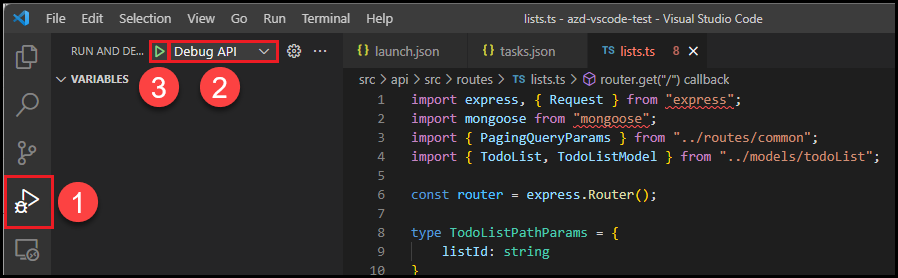 File Edit Selection View Go Run Terminal Help lists.ts - azd-vscode-test - Visual Studio Code
RUN AND DE... Debug API ... {} launch.json {} tasks.json TS lists.ts 8 ×
3 2
VARIABLES
src > api > src > routes > TS lists.ts > router.get("/") callback
1 import express, { Request } from "express";
2 import mongoose from "mongoose";
3 import { PagingQueryParams } from "../routes/common";
4 import { TodoList, TodoListModel } from "../models/todoList";
5
6 const router = express.Router();
1
7
8 type TodoListPathParams = {
9 listId: string
10 }